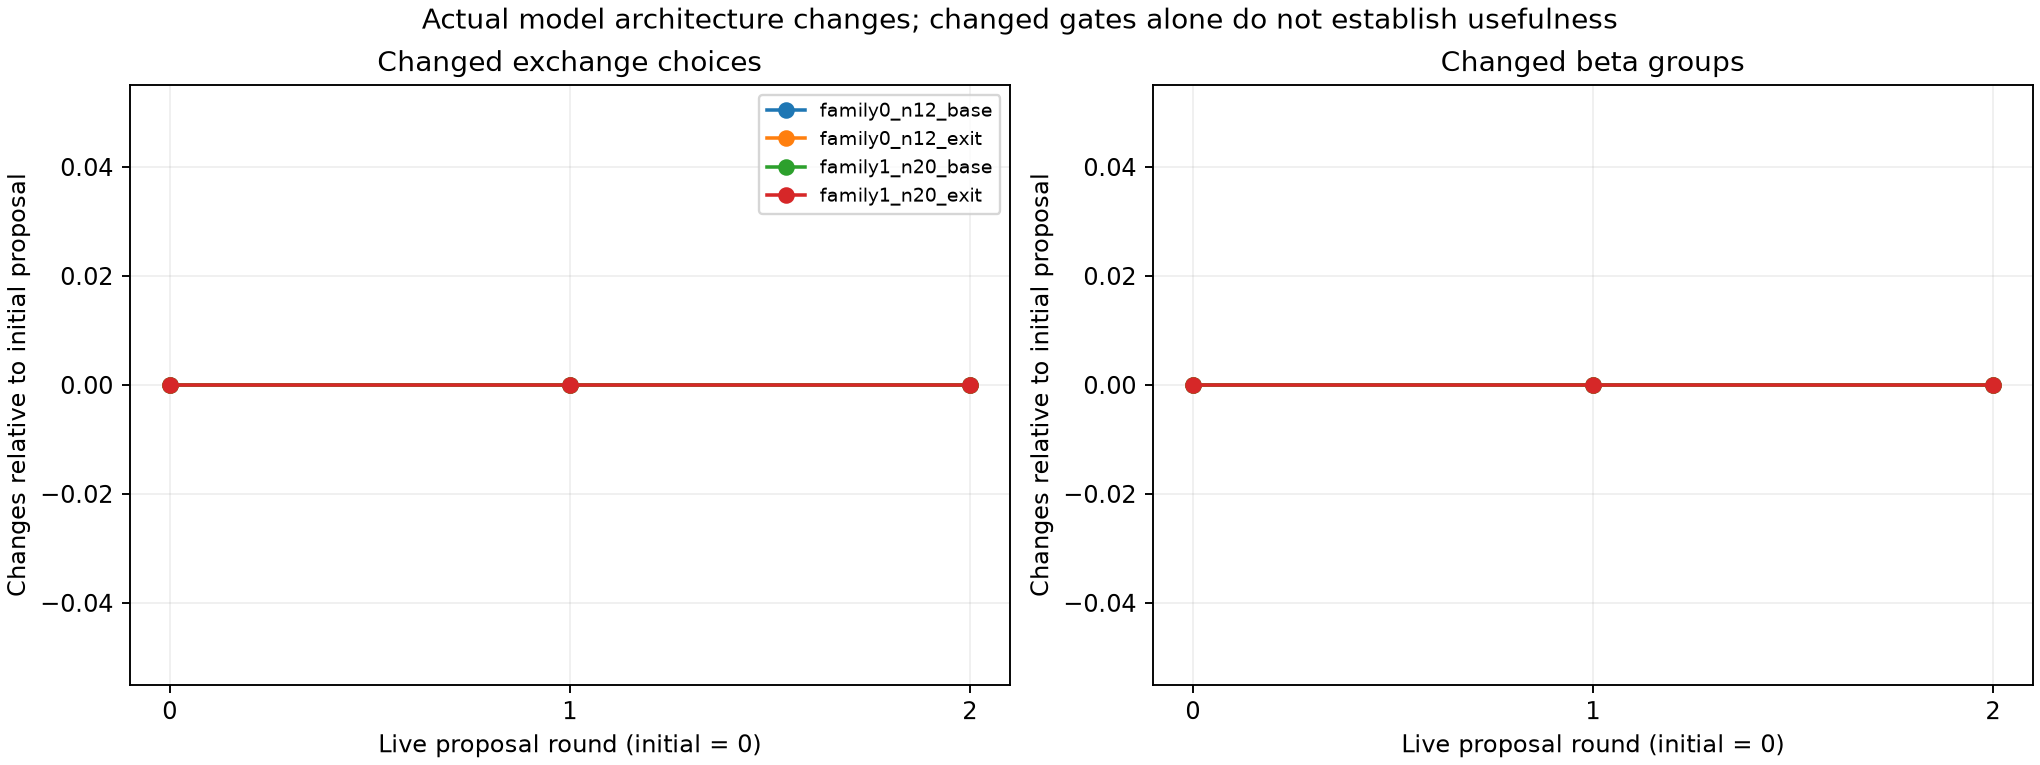 Actual model architecture changes; changed gates alone do not establish usefulness
Changed exchange choices
Changes relative to initial proposal
0.04
0.02
0.00
−0.02
−0.04
family0_n12_base
family0_n12_exit
family1_n20_base
family1_n20_exit
0 1 2
Live proposal round (initial = 0)
Changed beta groups
Changes relative to initial proposal
0.04
0.02
0.00
−0.02
−0.04
0 1 2
Live proposal round (initial = 0)